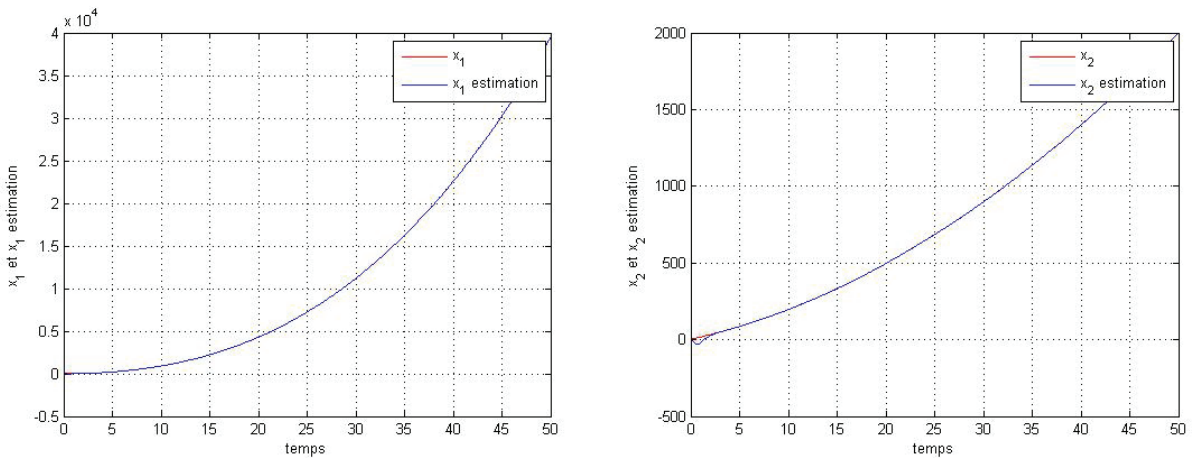 x 10^4
4
3.5
3
2.5
2
1.5
1
0.5
0
-0.5
x_1 et x_1 estimation
x_1
x_1 estimation
0 5 10 15 20 25 30 35 40 45 50
temps
2000
1500
1000
500
0
-500
x_2 et x_2 estimation
x_2
x_2 estimation
0 5 10 15 20 25 30 35 40 45 50
temps